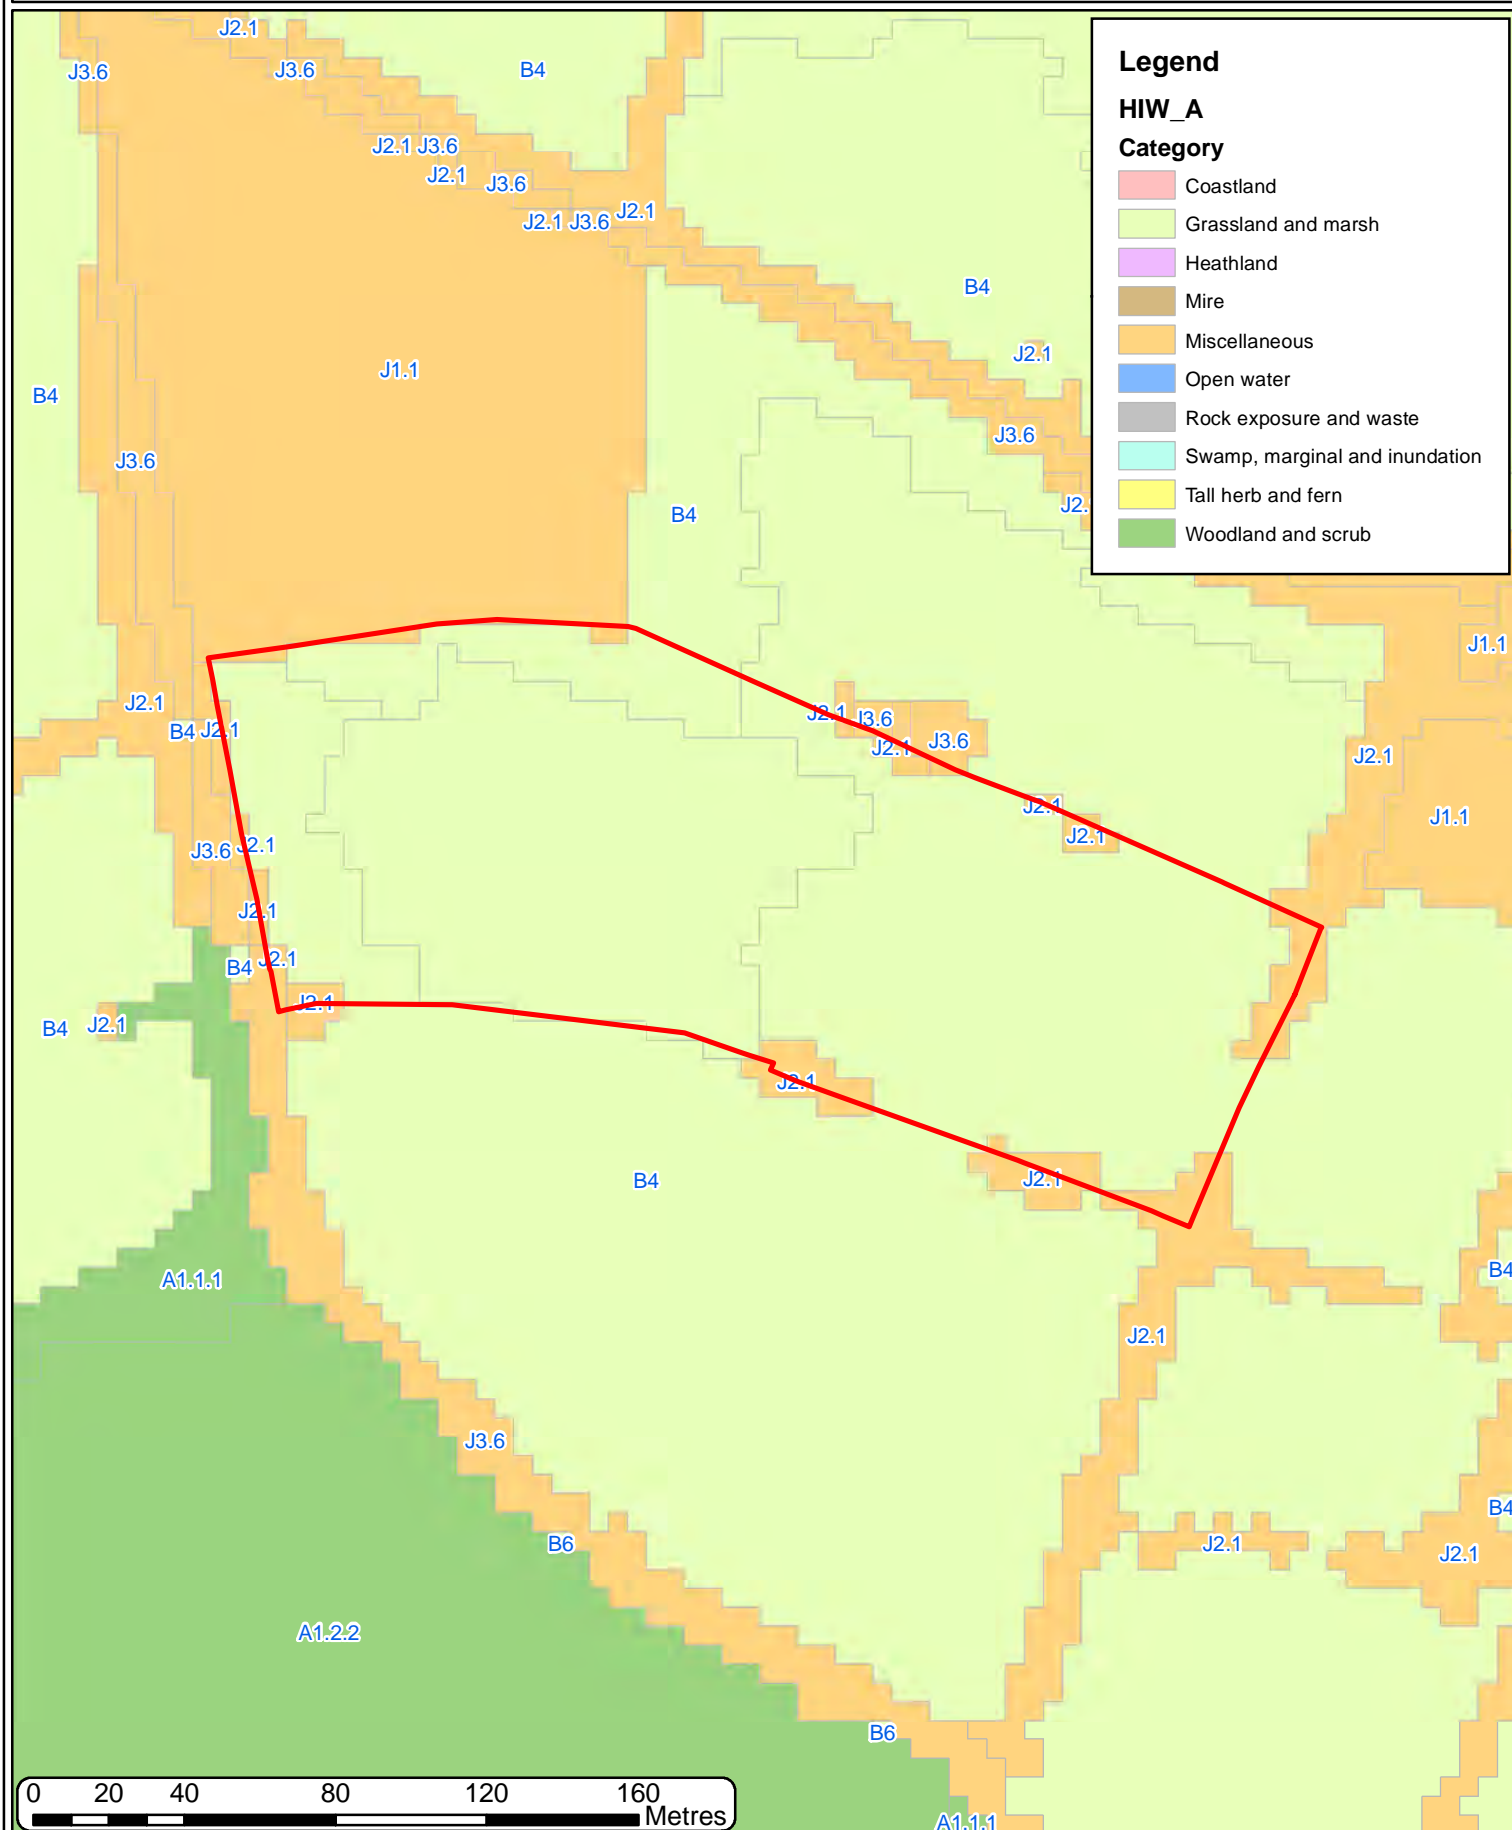 J2.1
J3.6
J3.6
B4
J2.1
J3.6
J2.1
J3.6
J2.1
J3.6
J2.1
B4
J2.1
J1.1
B4
J3.6
J3.6
J2.
B4
Legend
HIW_A
Category
Coastland
Grassland and marsh
Heathland
Mire
Miscellaneous
Open water
Rock exposure and waste
Swamp, marginal and inundation
Tall herb and fern
Woodland and scrub
J1.1
J2.1
B4
J2.1
J2.1
J3.6
J2.1
J3.6
J2.1
J2.1
J2.1
J1.1
J3.6
J2.1
J2.1
B4
J2.1
J2.1
B4
J2.1
J2.1
B4
J2.1
A1.1.1
B4
J2.1
J3.6
B4
B6
J2.1
J2.1
A1.2.2
B6
A1.1.1
0 20 40 80 120 160
Metres